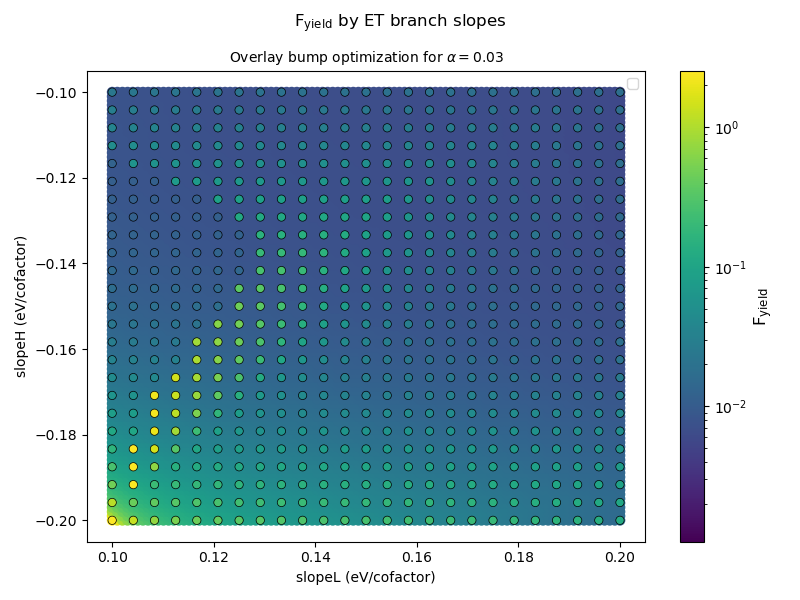 F_yield by ET branch slopes
Overlay bump optimization for α = 0.03
slopeH (eV/cofactor)
−0.10
−0.12
−0.14
−0.16
−0.18
−0.20
0.10 0.12 0.14 0.16 0.18 0.20
slopeL (eV/cofactor)
10^0
10^−1
10^−2
F_yield